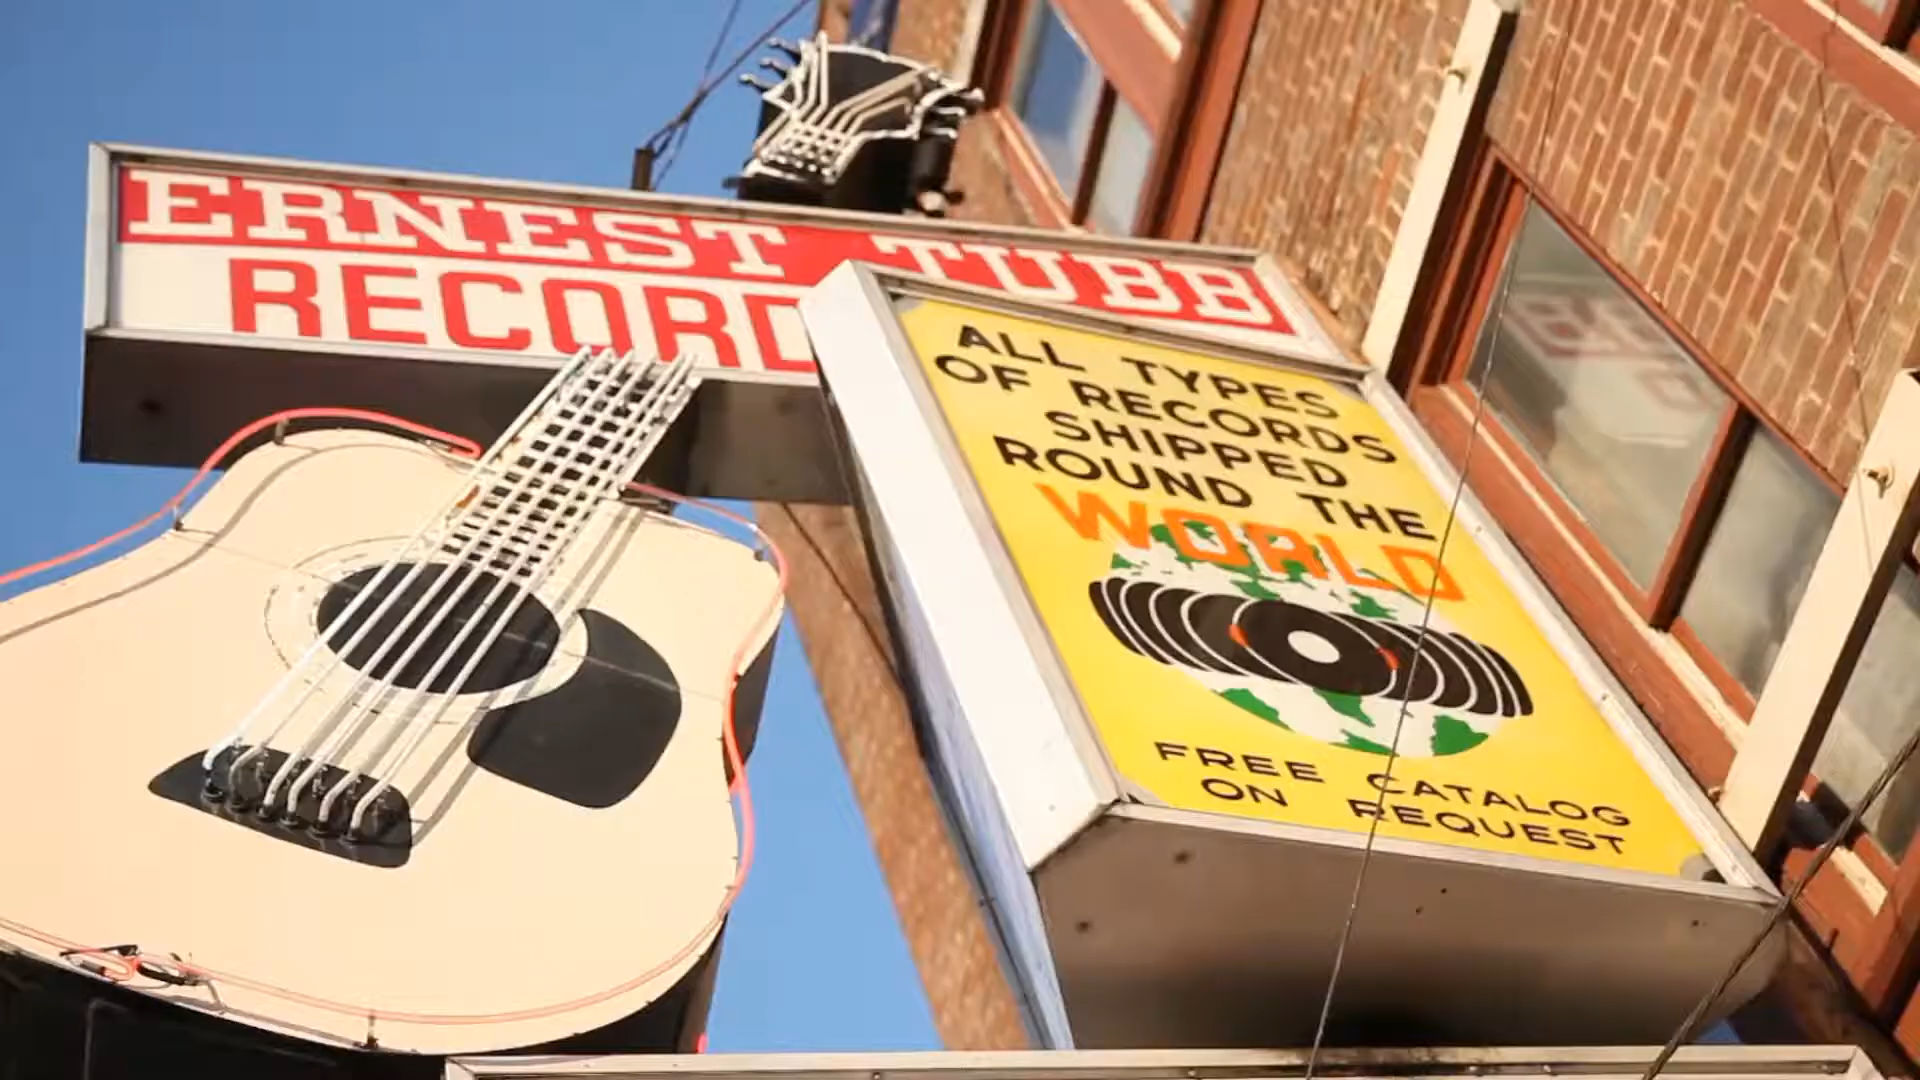 ERNEST TUBB
RECORD
ALL TYPES
OF RECORDS
SHIPPED
ROUND THE
WORLD
FREE CATALOG
ON REQUEST